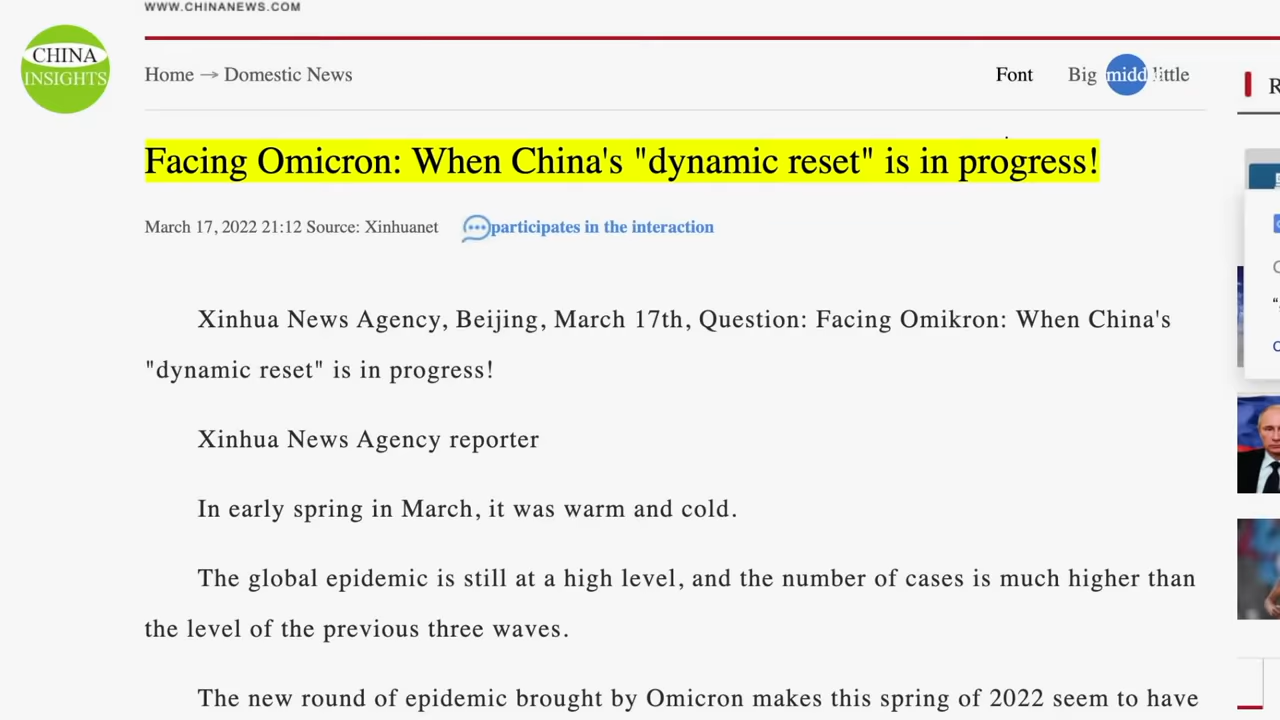 WWW.CHINANEWS.COM
CHINA
INSIGHTS
Home → Domestic News
Font Big midd little
R
Facing Omicron: When China's "dynamic reset" is in progress!
March 17, 2022 21:12 Source: Xinhuanet participates in the interaction
Xinhua News Agency, Beijing, March 17th, Question: Facing Omikron: When China's
"dynamic reset" is in progress!
Xinhua News Agency reporter
In early spring in March, it was warm and cold.
The global epidemic is still at a high level, and the number of cases is much higher than
the level of the previous three waves.
The new round of epidemic brought by Omicron makes this spring of 2022 seem to have